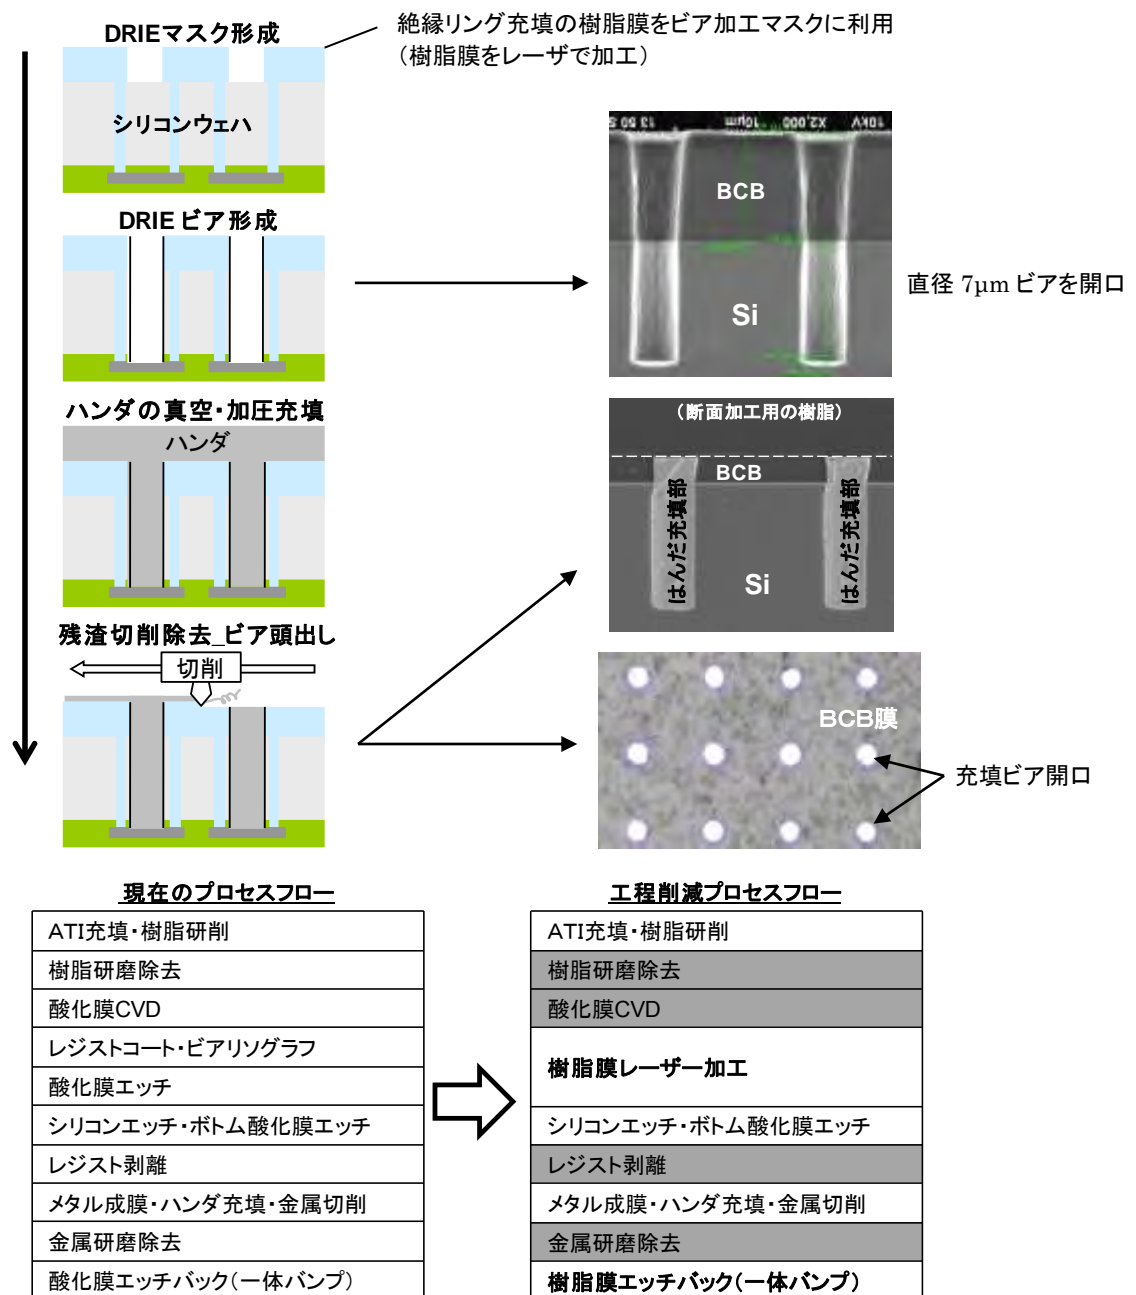 DRIEマスク形成
絶縁リング充填の樹脂膜をビア加工マスクに利用
（樹脂膜をレーザで加工）
シリコンウェハ
13 50 S
10μm
X2,000
10kV
BCB
Si
DRIE ビア形成
直径 7μm ビアを開口
ハンダの真空・加圧充填
ハンダ
（断面加工用の樹脂）
BCB
はんだ充填部
はんだ充填部
Si
残渣切削除去_ビア頭出し
切削
BCB膜
充填ビア開口
現在のプロセスフロー
ATI充填・樹脂研削
樹脂研磨除去
酸化膜CVD
レジストコート・ビアリソグラフ
酸化膜エッチ
シリコンエッチ・ボトム酸化膜エッチ
レジスト剥離
メタル成膜・ハンダ充填・金属切削
金属研磨除去
酸化膜エッチバック（一体バンプ）
工程削減プロセスフロー
ATI充填・樹脂研削
樹脂研磨除去
酸化膜CVD
樹脂膜レーザー加工
シリコンエッチ・ボトム酸化膜エッチ
レジスト剥離
メタル成膜・ハンダ充填・金属切削
金属研磨除去
樹脂膜エッチバック（一体バンプ）